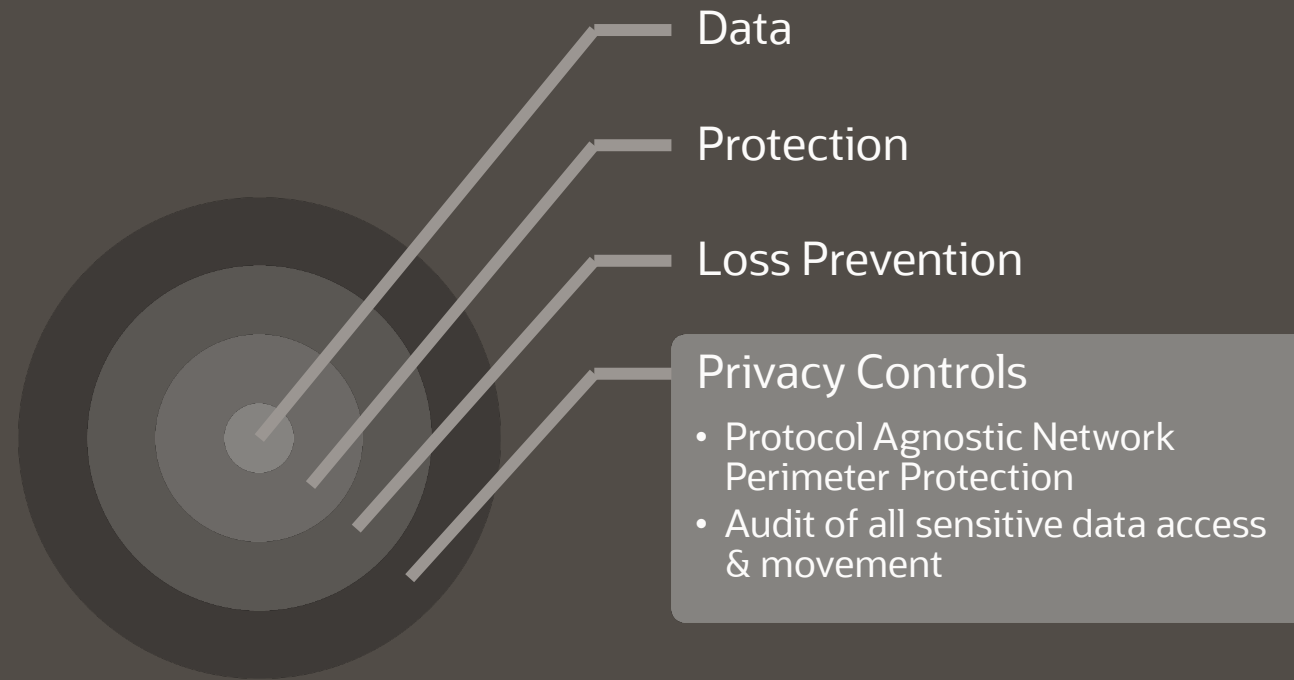 Data
Protection
Loss Prevention
Privacy Controls
• Protocol Agnostic Network
Perimeter Protection
• Audit of all sensitive data access
& movement